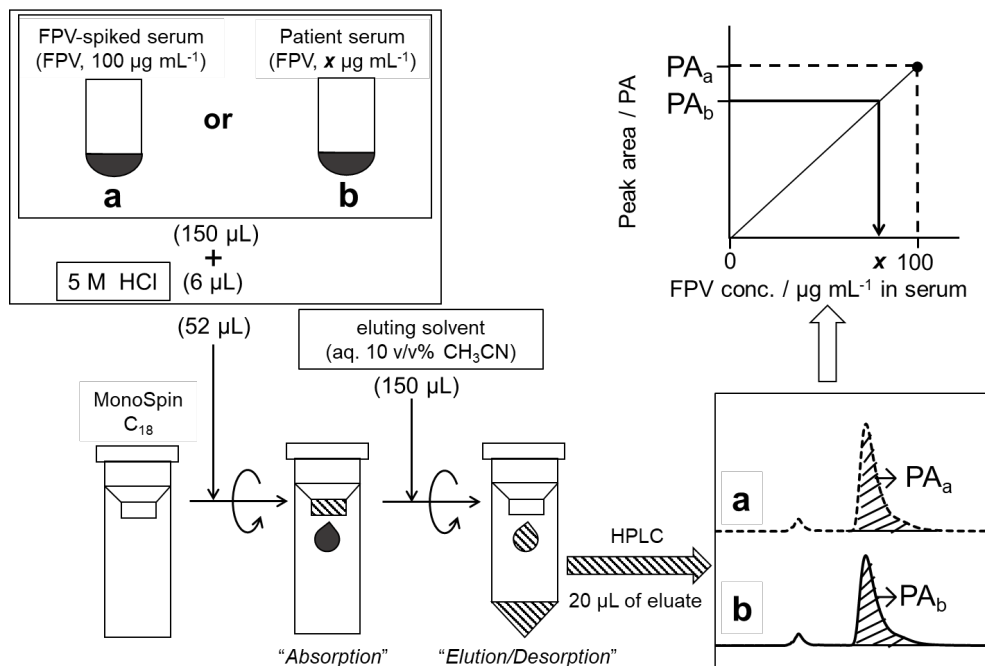 FPV-spiked serum
(FPV, 100 µg mL⁻¹)
Patient serum
(FPV, x µg mL⁻¹)
or
a
b
(150 µL)
+
5 M HCl
(6 µL)
(52 µL)
eluting solvent
(aq. 10 v/v% CH₃CN)
(150 µL)
MonoSpin
C₁₈
"Absorption"
"Elution/Desorption"
HPLC
20 µL of eluate
a
PAₐ
b
PA_b
Peak area / PA
PAₐ
PA_b
0
x
100
FPV conc. / µg mL⁻¹ in serum